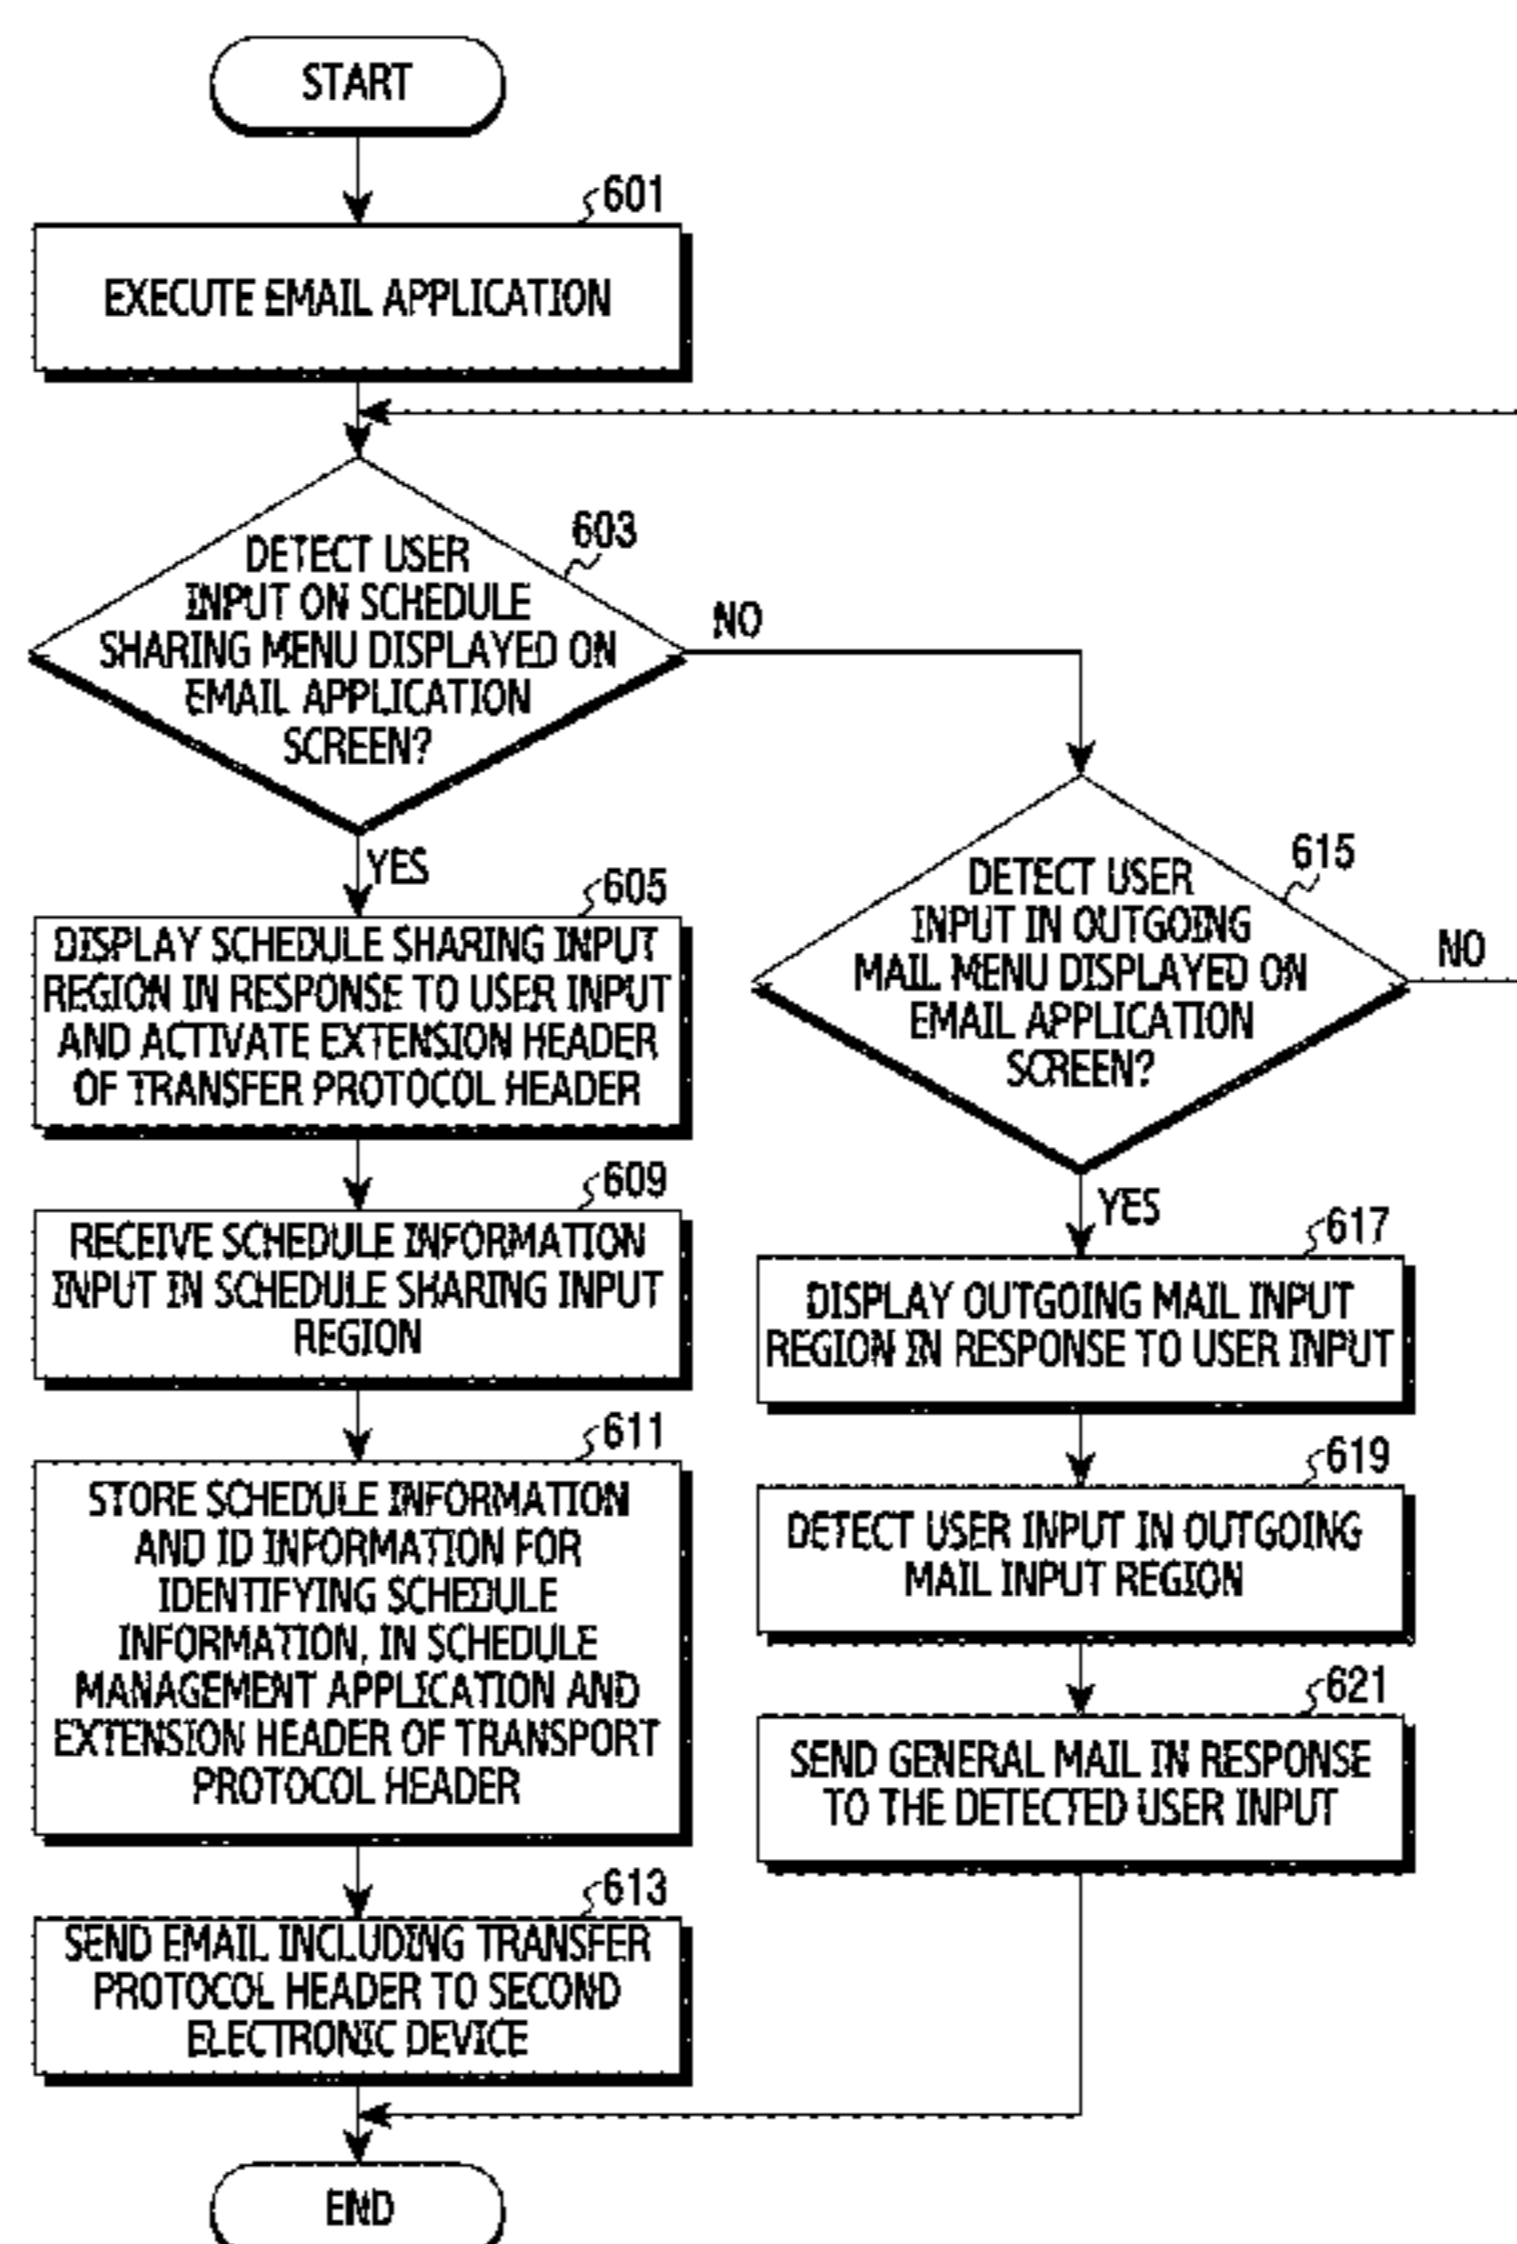 START
601
EXECUTE EMAIL APPLICATION
603
DETECT USER
INPUT ON SCHEDULE
SHARING MENU DISPLAYED ON
EMAIL APPLICATION
SCREEN?
NO
YES
605
DISPLAY SCHEDULE SHARING INPUT
REGION IN RESPONSE TO USER INPUT
AND ACTIVATE EXTENSION HEADER
OF TRANSFER PROTOCOL HEADER
609
RECEIVE SCHEDULE INFORMATION
INPUT IN SCHEDULE SHARING INPUT
REGION
611
STORE SCHEDULE INFORMATION
AND ID INFORMATION FOR
IDENTIFYING SCHEDULE
INFORMATION, IN SCHEDULE
MANAGEMENT APPLICATION AND
EXTENSION HEADER OF TRANSPORT
PROTOCOL HEADER
613
SEND EMAIL INCLUDING TRANSFER
PROTOCOL HEADER TO SECOND
ELECTRONIC DEVICE
615
DETECT USER
INPUT IN OUTGOING
MAIL MENU DISPLAYED ON
EMAIL APPLICATION
SCREEN?
NO
YES
617
DISPLAY OUTGOING MAIL INPUT
REGION IN RESPONSE TO USER INPUT
619
DETECT USER INPUT IN OUTGOING
MAIL INPUT REGION
621
SEND GENERAL MAIL IN RESPONSE
TO THE DETECTED USER INPUT
END